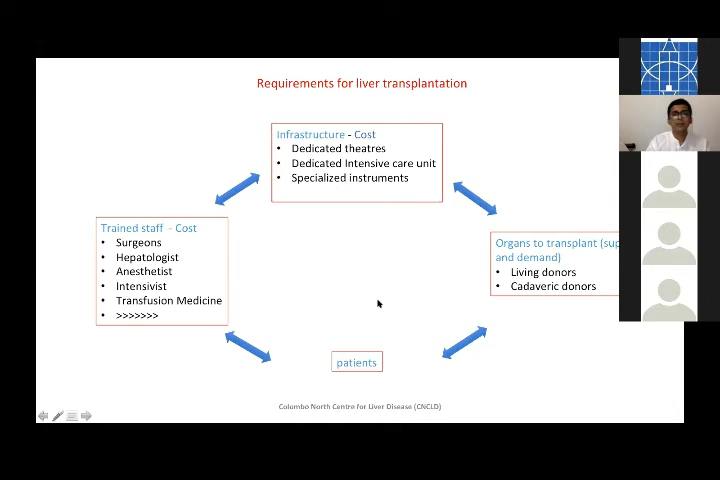 Requirements for liver transplantation
Infrastructure - Cost
• Dedicated theatres
• Dedicated Intensive care unit
• Specialized instruments
Trained staff - Cost
• Surgeons
• Hepatologist
• Anesthetist
• Intensivist
• Transfusion Medicine
• >>>>>>>
Organs to transplant
and demand)
• Living donors
• Cadaveric donors
patients
Colombo North Centre for Liver Disease (CNCLD)